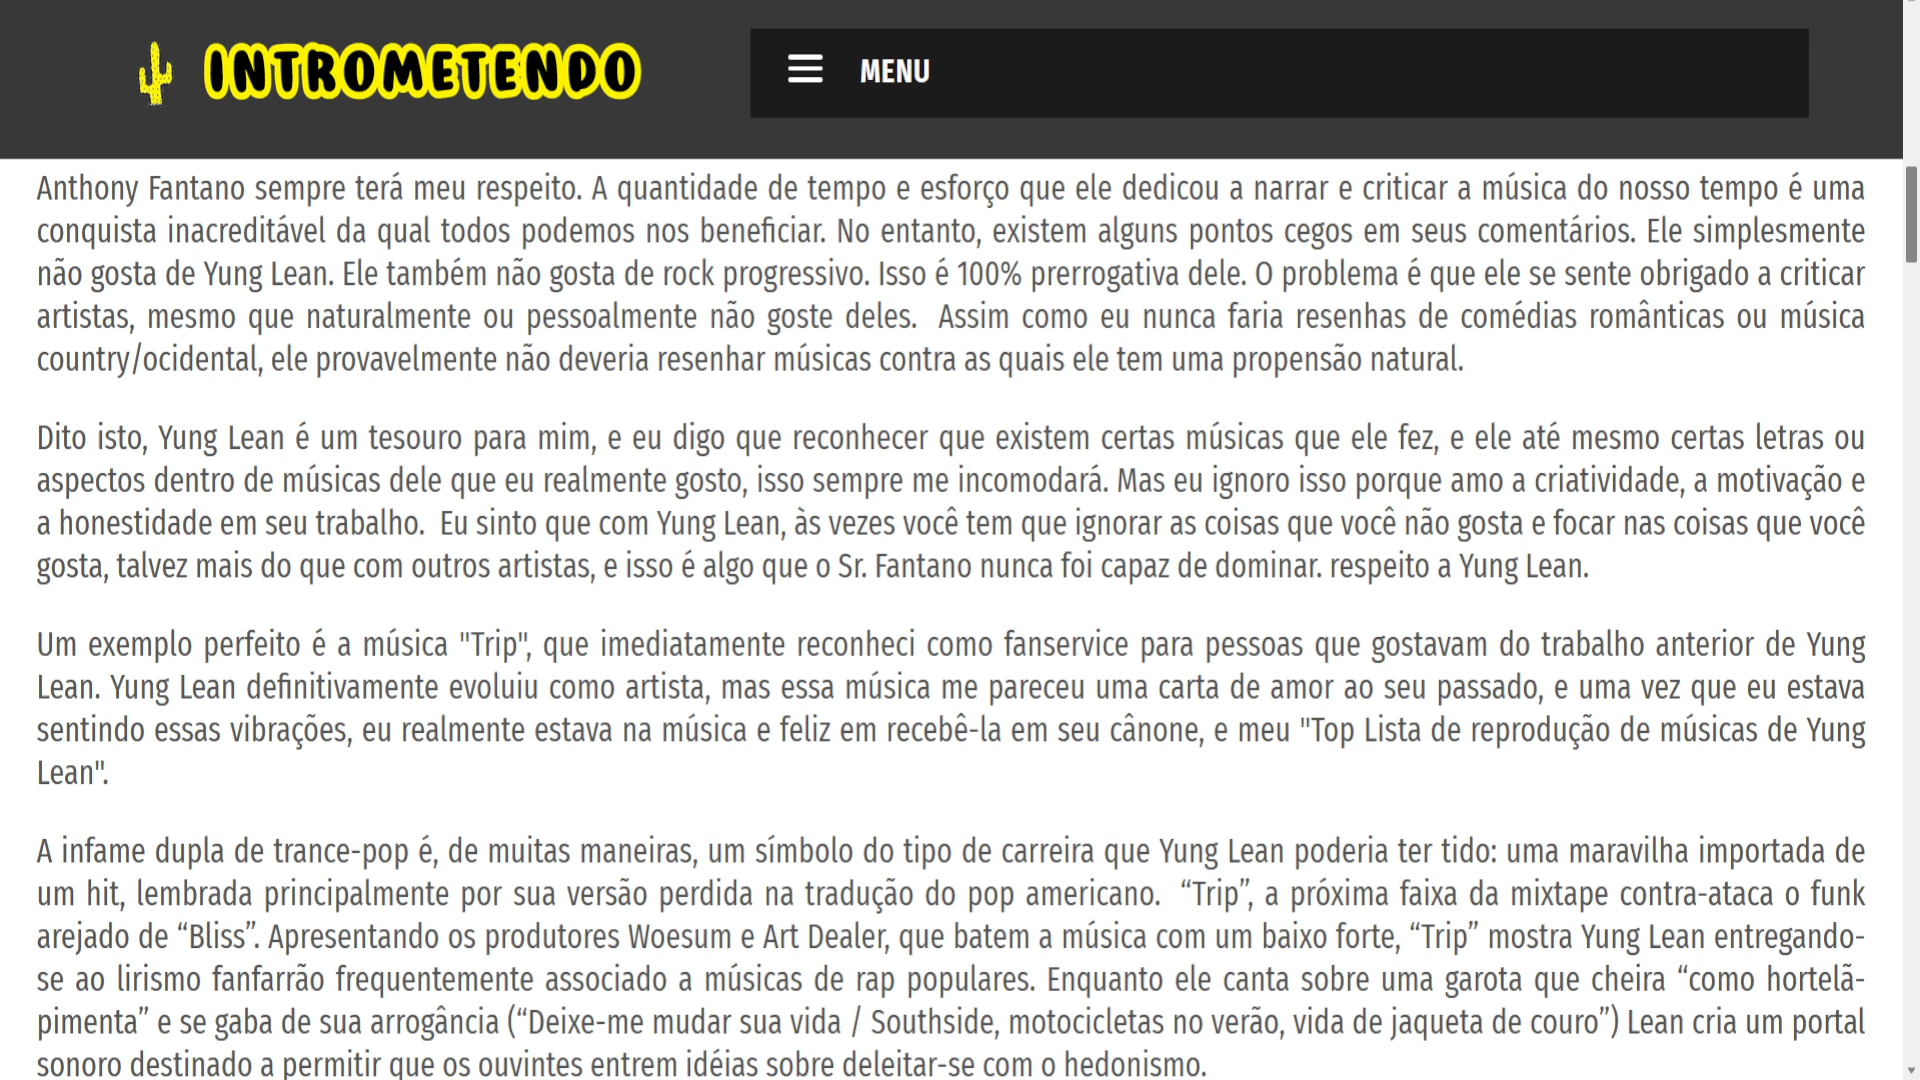 INTROMETENDO
MENU
Anthony Fantano sempre terá meu respeito. A quantidade de tempo e esforço que ele dedicou a narrar e criticar a música do nosso tempo é uma
conquista inacreditável da qual todos podemos nos beneficiar. No entanto, existem alguns pontos cegos em seus comentários. Ele simplesmente
não gosta de Yung Lean. Ele também não gosta de rock progressivo. Isso é 100% prerrogativa dele. O problema é que ele se sente obrigado a criticar
artistas, mesmo que naturalmente ou pessoalmente não goste deles.  Assim como eu nunca faria resenhas de comédias românticas ou música
country/ocidental, ele provavelmente não deveria resenhar músicas contra as quais ele tem uma propensão natural.
Dito isto, Yung Lean é um tesouro para mim, e eu digo que reconhecer que existem certas músicas que ele fez, e ele até mesmo certas letras ou
aspectos dentro de músicas dele que eu realmente gosto, isso sempre me incomodará. Mas eu ignoro isso porque amo a criatividade, a motivação e
a honestidade em seu trabalho.  Eu sinto que com Yung Lean, às vezes você tem que ignorar as coisas que você não gosta e focar nas coisas que você
gosta, talvez mais do que com outros artistas, e isso é algo que o Sr. Fantano nunca foi capaz de dominar. respeito a Yung Lean.
Um exemplo perfeito é a música "Trip", que imediatamente reconheci como fanservice para pessoas que gostavam do trabalho anterior de Yung
Lean. Yung Lean definitivamente evoluiu como artista, mas essa música me pareceu uma carta de amor ao seu passado, e uma vez que eu estava
sentindo essas vibrações, eu realmente estava na música e feliz em recebê-la em seu cânone, e meu "Top Lista de reprodução de músicas de Yung
Lean".
A infame dupla de trance-pop é, de muitas maneiras, um símbolo do tipo de carreira que Yung Lean poderia ter tido: uma maravilha importada de
um hit, lembrada principalmente por sua versão perdida na tradução do pop americano.  “Trip”, a próxima faixa da mixtape contra-ataca o funk
arejado de “Bliss”. Apresentando os produtores Woesum e Art Dealer, que batem a música com um baixo forte, “Trip” mostra Yung Lean entregando-
se ao lirismo fanfarrão frequentemente associado a músicas de rap populares. Enquanto ele canta sobre uma garota que cheira “como hortelã-
pimenta” e se gaba de sua arrogância (“Deixe-me mudar sua vida / Southside, motocicletas no verão, vida de jaqueta de couro”) Lean cria um portal
sonoro destinado a permitir que os ouvintes entrem idéias sobre deleitar-se com o hedonismo.